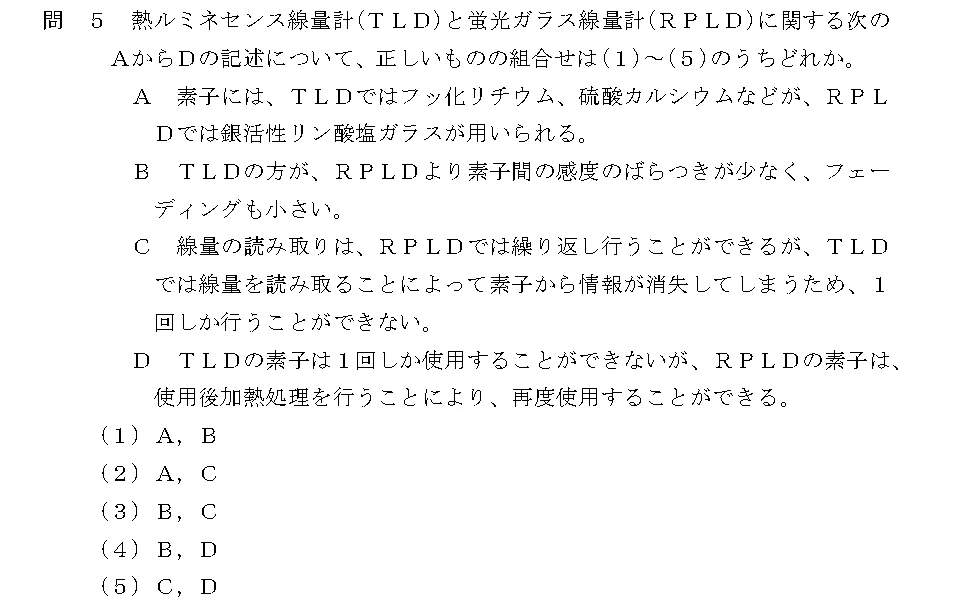 問　５　熱ルミネセンス線量計(ＴＬＤ)と蛍光ガラス線量計(ＲＰＬＤ)に関する次の
ＡからＤの記述について、正しいものの組合せは(１)～(５)のうちどれか。
Ａ　素子には、ＴＬＤではフッ化リチウム、硫酸カルシウムなどが、ＲＰＬ
Ｄでは銀活性リン酸塩ガラスが用いられる。
Ｂ　ＴＬＤの方が、ＲＰＬＤより素子間の感度のばらつきが少なく、フェー
ディングも小さい。
Ｃ　線量の読み取りは、ＲＰＬＤでは繰り返し行うことができるが、ＴＬＤ
では線量を読み取ることによって素子から情報が消失してしまうため、１
回しか行うことができない。
Ｄ　ＴＬＤの素子は１回しか使用することができないが、ＲＰＬＤの素子は、
使用後加熱処理を行うことにより、再度使用することができる。
(１) Ａ，Ｂ
(２) Ａ，Ｃ
(３) Ｂ，Ｃ
(４) Ｂ，Ｄ
(５) Ｃ，Ｄ